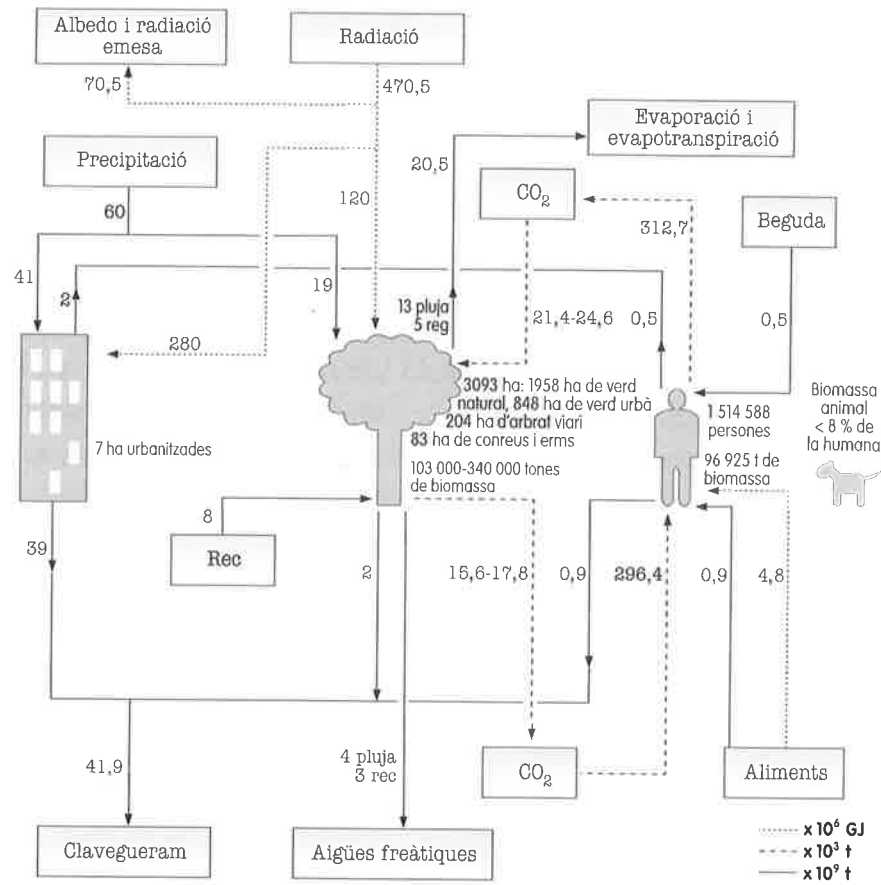 Albedo i radiació
emesa
Radiació
70,5
470,5
Precipitació
Evaporació i
evapotranspiració
20,5
CO₂
60
120
312,7
Beguda
41
2
19
13 pluja
5 reg
21,4-24,6
0,5
0,5
280
3093 ha: 1958 ha de verd
natural, 848 ha de verd urbà
204 ha d'arbrat viari
83 ha de conreus i erms
103 000-340 000 tones
de biomassa
7 ha urbanitzades
1 514 588
persones
96 925 t de
biomassa
Biomassa
animal
< 8 % de
la humana
8
Rec
39
2
15,6-17,8
0,9
296,4
0,9
4,8
41,9
4 pluja
3 rec
CO₂
Aliments
Clavegueram
Aigües freàtiques
x 10⁶ GJ
x 10³ t
x 10⁹ t